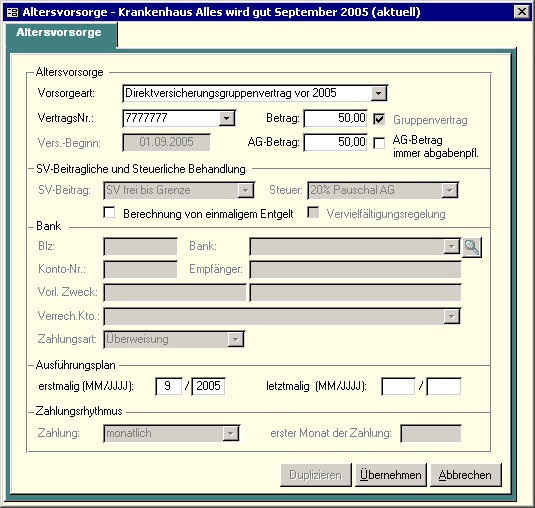 Altersvorsorge - Krankenhaus Alles wird gut September 2005 (aktuell)
Altersvorsorge
Altersvorsorge
Vorsorgeart: Direktversicherungsgruppenvertrag vor 2005
VertragsNr.: 7777777 Betrag: 50,00 Gruppenvertrag
Vers.-Beginn: 01.09.2005 AG-Betrag: 50,00 AG-Betrag
immer abgabenpfl.
SV-Beitragliche und Steuerliche Behandlung
SV-Beitrag: SV frei bis Grenze Steuer: 20% Pauschal AG
Berechnung von einmaligem Entgelt Vervielfältigungsregelung
Bank
Blz: Bank:
Konto-Nr.: Empfänger:
Vorl. Zweck:
Verrech.Kto.:
Zahlungsart: Überweisung
Ausführungsplan
erstmalig (MM/JJJJ): 9 / 2005 letztmalig (MM/JJJJ): /
Zahlungsrhythmus
Zahlung: monatlich erster Monat der Zahlung:
Duplizieren Übernehmen Abbrechen